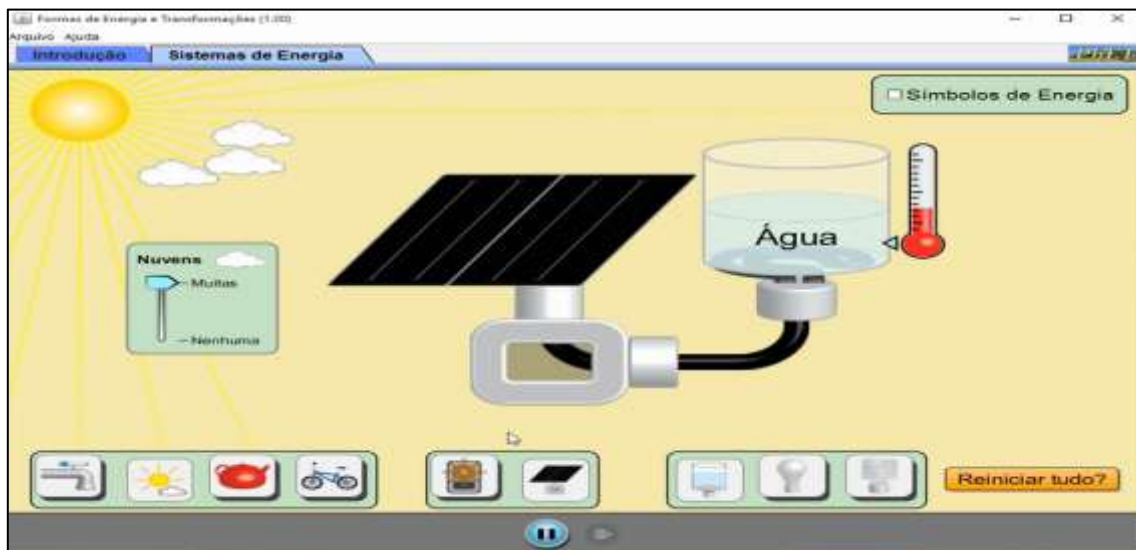 Formas de Energia e Transformações (1.00)
Arquivo Ajuda
Introdução Sistemas de Energia
Símbolos de Energia
Água
Nuvens
Muitas
Nenhuma
Reiniciar tudo?